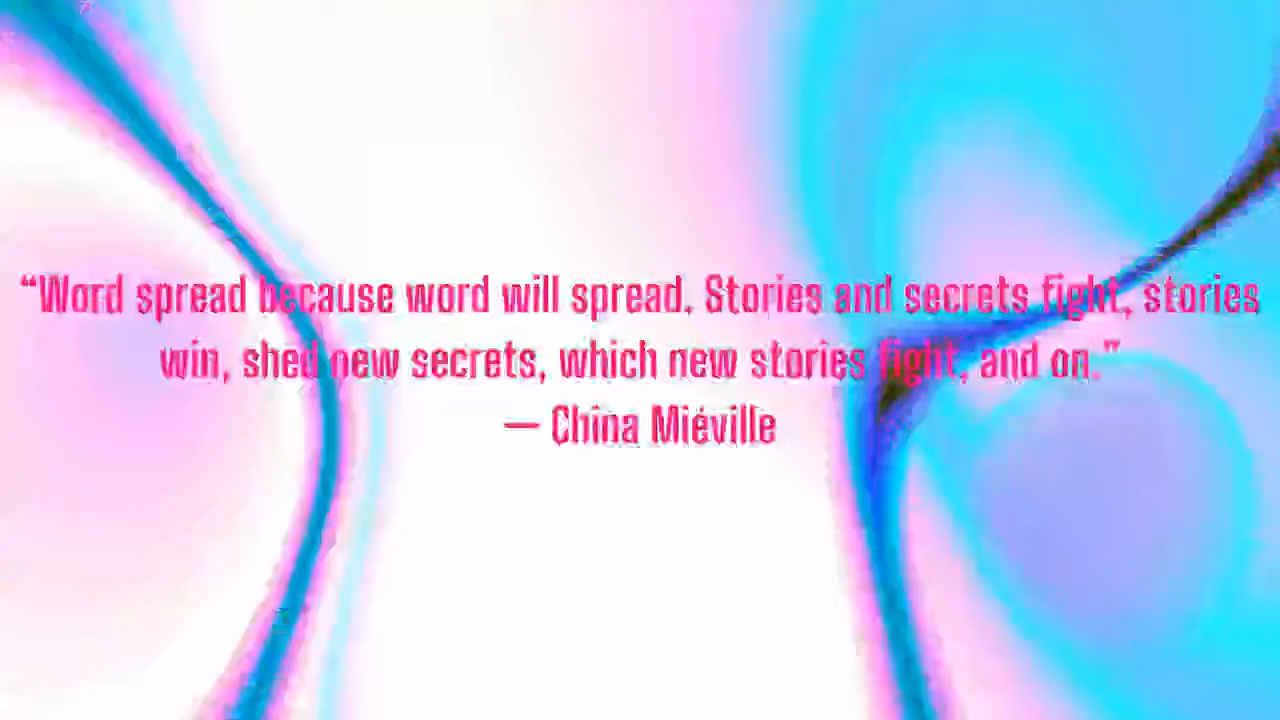 “Word spread because word will spread. Stories and secrets fight, stories
win, shed new secrets, which new stories fight, and on.”
— China Miéville